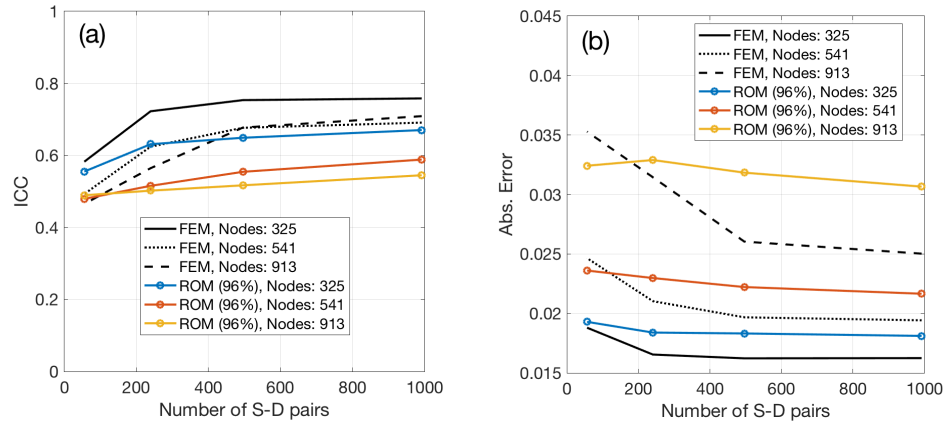 (a)
1
0.8
0.6
0.4
0.2
0
ICC
FEM, Nodes: 325
FEM, Nodes: 541
FEM, Nodes: 913
ROM (96%), Nodes: 325
ROM (96%), Nodes: 541
ROM (96%), Nodes: 913
0 200 400 600 800 1000
Number of S-D pairs
(b)
0.045
0.04
0.035
0.03
0.025
0.02
0.015
Abs. Error
FEM, Nodes: 325
FEM, Nodes: 541
FEM, Nodes: 913
ROM (96%), Nodes: 325
ROM (96%), Nodes: 541
ROM (96%), Nodes: 913
0 200 400 600 800 1000
Number of S-D pairs